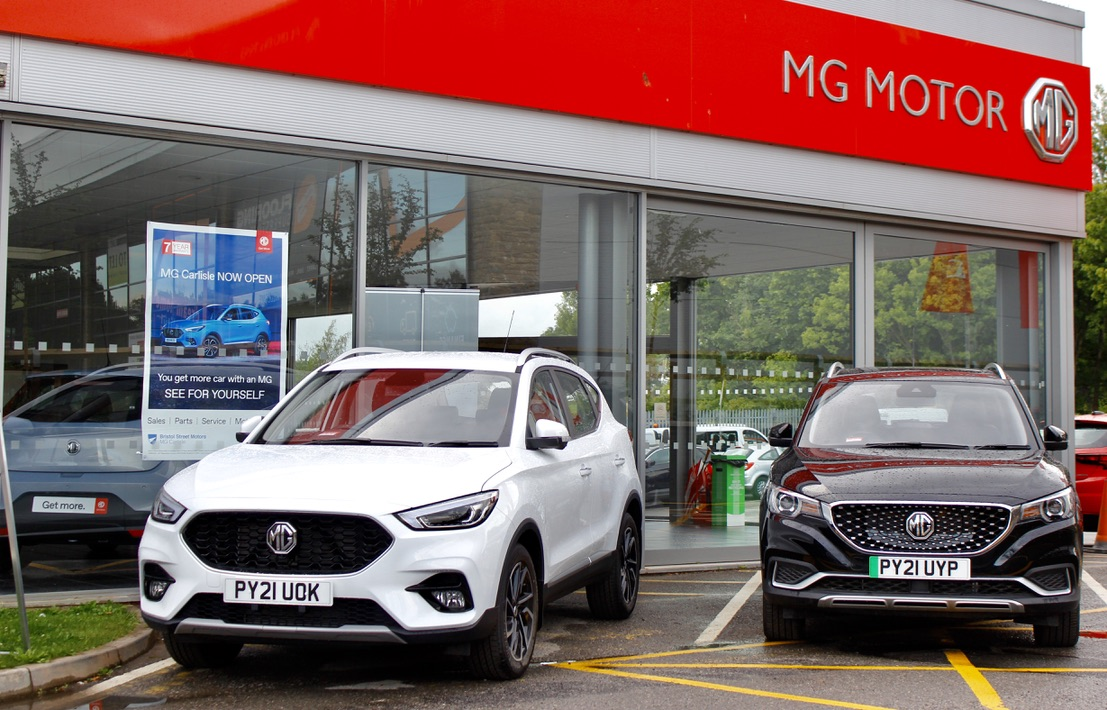 MG MOTOR
MG
7 YEAR
MG Carlisle NOW OPEN
You get more car with an MG
SEE FOR YOURSELF
Sales | Parts | Service |
Bristol Street Motors
Get more.
MG
PY21 UOK
MG
PY21 UYP